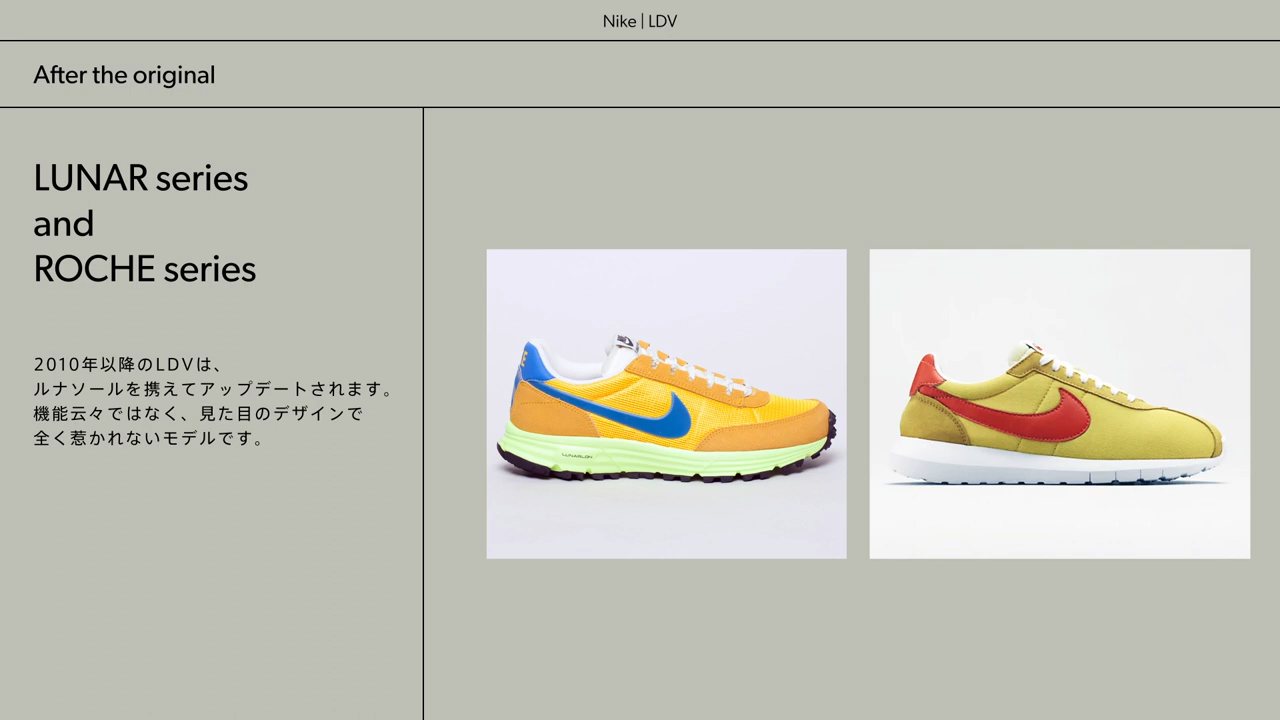 Nike | LDV
After the original
LUNAR series
and
ROCHE series
2010年以降のLDVは、
ルナソールを携えてアップデートされます。
機能云々ではなく、見た目のデザインで
全く惹かれないモデルです。
LUNARLON